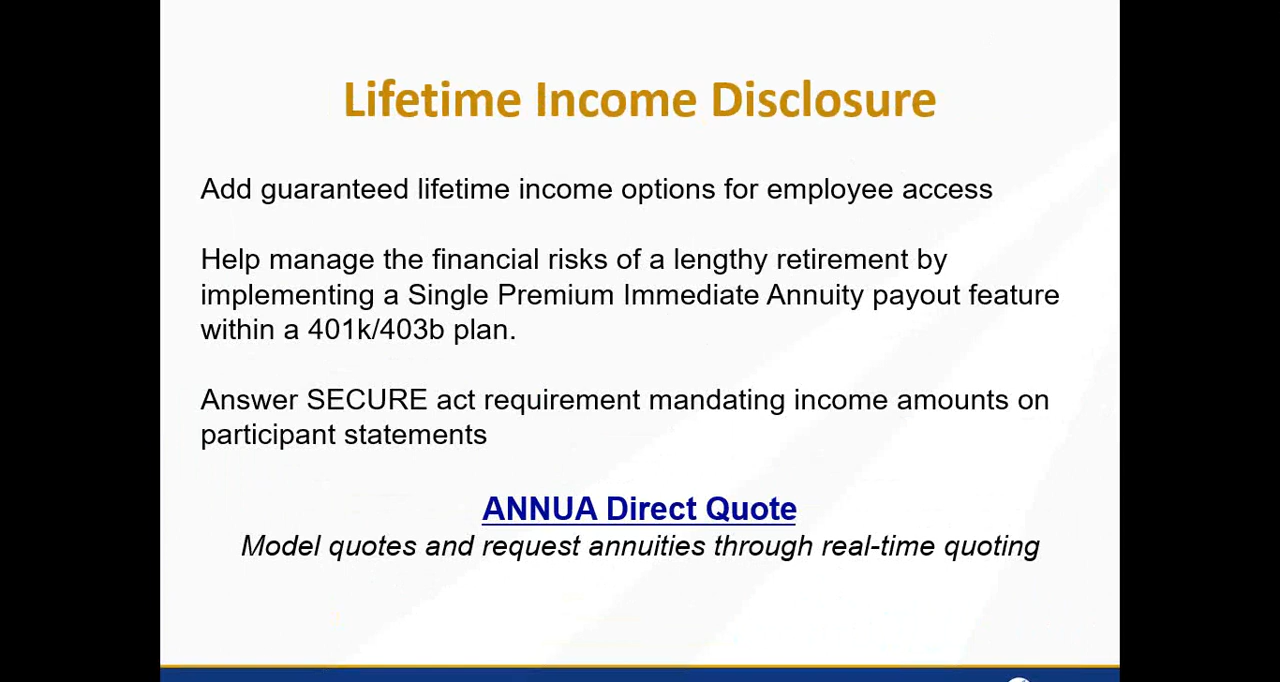 Lifetime Income Disclosure
Add guaranteed lifetime income options for employee access
Help manage the financial risks of a lengthy retirement by
implementing a Single Premium Immediate Annuity payout feature
within a 401k/403b plan.
Answer SECURE act requirement mandating income amounts on
participant statements
ANNUA Direct Quote
Model quotes and request annuities through real-time quoting